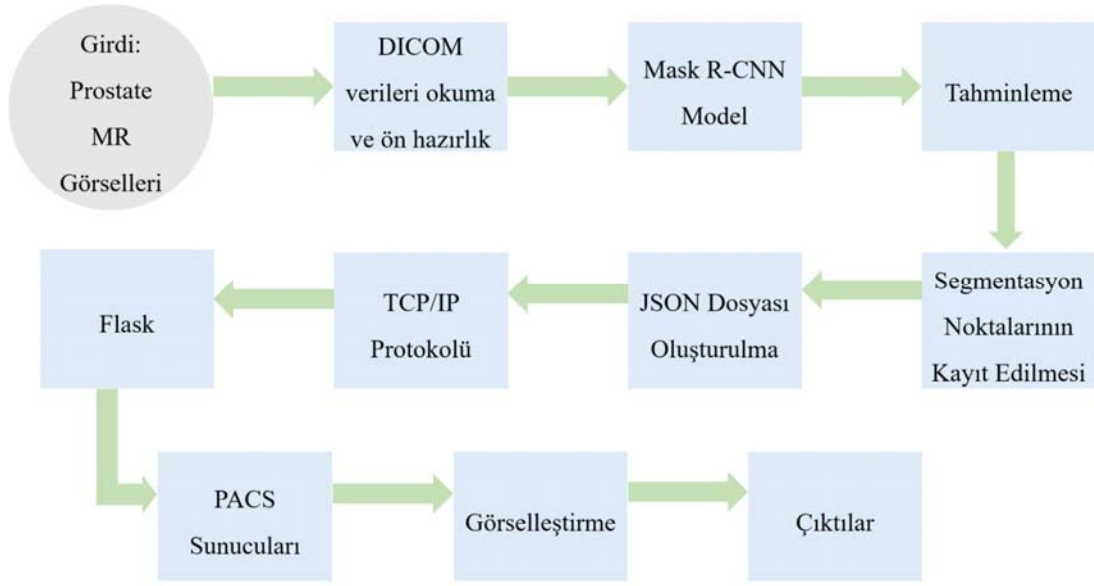 Girdi:
Prostate
MR
Görselleri
DICOM
verileri okuma
ve ön hazırlık
Mask R-CNN
Model
Tahminleme
Segmentasyon
Noktalarının
Kayıt Edilmesi
JSON Dosyası
Oluşturulma
TCP/IP
Protokolü
Flask
PACS
Sunucuları
Görselleştirme
Çıktılar